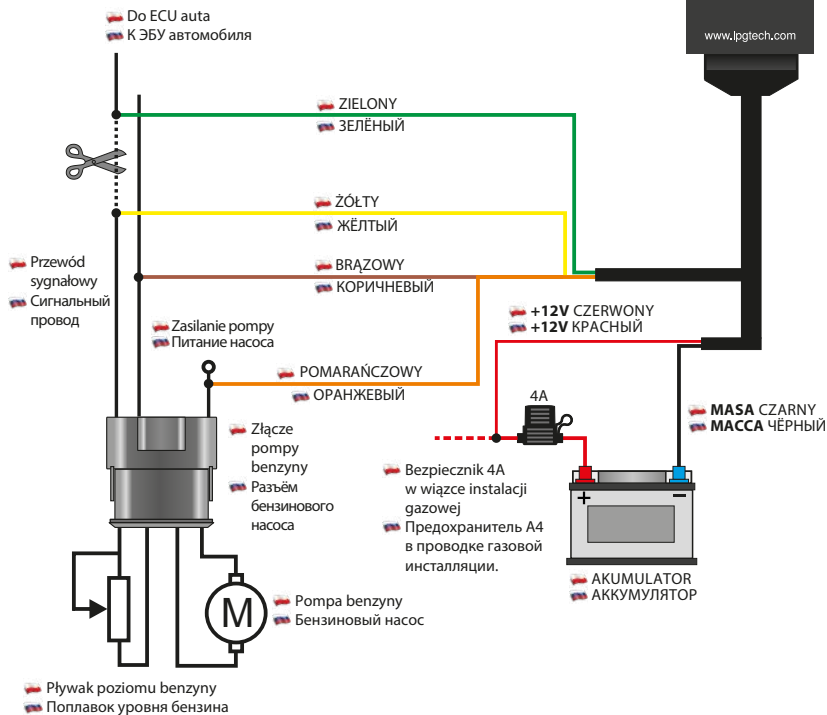 Do ECU auta
К ЭБУ автомобиля
www.lpgtech.com
ZIELONY
ЗЕЛЁНЫЙ
ŻÓŁTY
ЖЁЛТЫЙ
Przewód
sygnałowy
Сигнальный
провод
BRĄZOWY
КОРИЧНЕВЫЙ
+12V CZERWONY
+12V КРАСНЫЙ
Zasilanie pompy
Питание насоса
POMARAŃCZOWY
ОРАНЖЕВЫЙ
4A
MASA CZARNY
МАССА ЧЁРНЫЙ
Złącze
pompy
benzyny
Разъём
бензинового
насоса
Bezpiecznik 4A
w wiązce instalacji
gazowej
Предохранитель А4
в проводке газовой
инсталляции.
+ −
AKUMULATOR
АККУМУЛЯТОР
M
Pompa benzyny
Бензиновый насос
Pływak poziomu benzyny
Поплавок уровня бензина